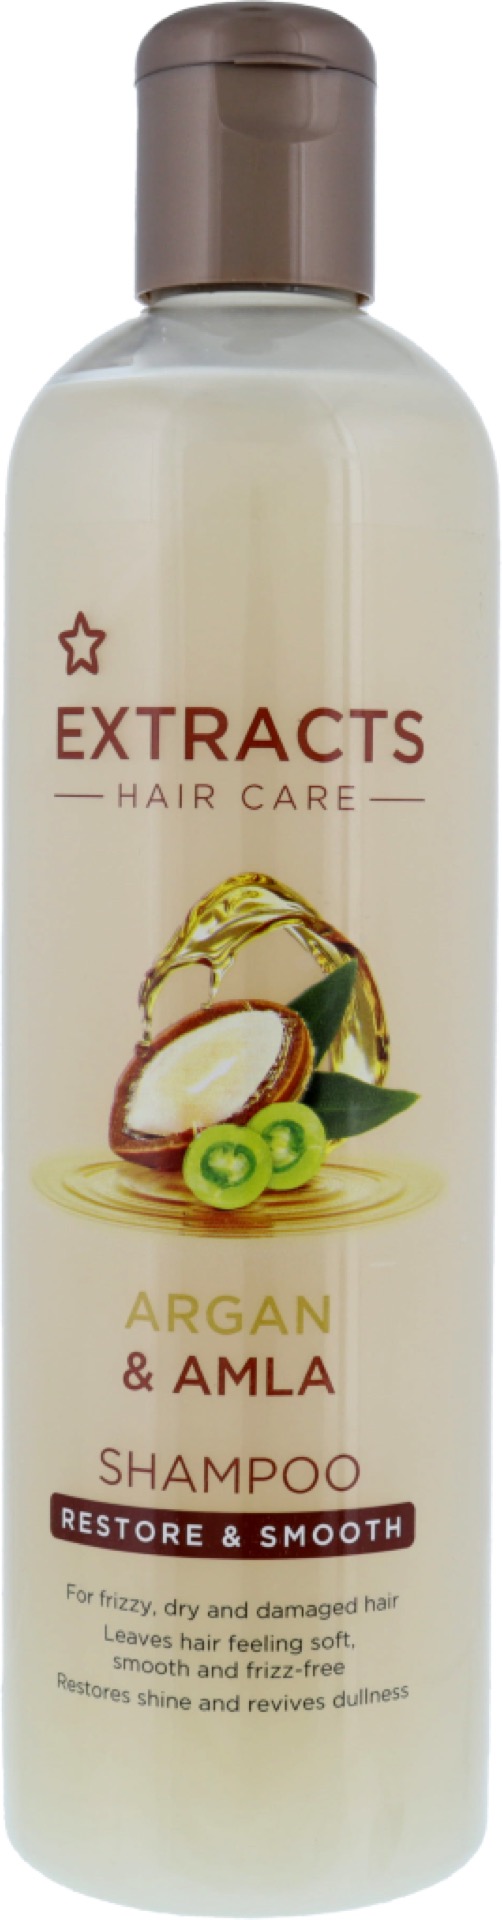 EXTRACTS
HAIR CARE
ARGAN
& AMLA
SHAMPOO
RESTORE & SMOOTH
For frizzy, dry and damaged hair
Leaves hair feeling soft,
smooth and frizz-free
Restores shine and revives dullness